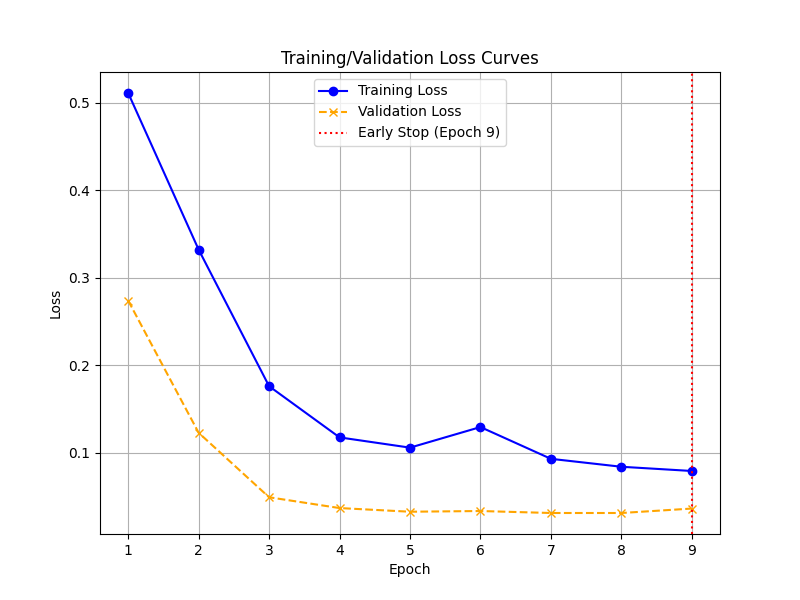 Training/Validation Loss Curves
Training Loss
Validation Loss
Early Stop (Epoch 9)
0.5
0.4
0.3
0.2
0.1
Loss
1 2 3 4 5 6 7 8 9
Epoch